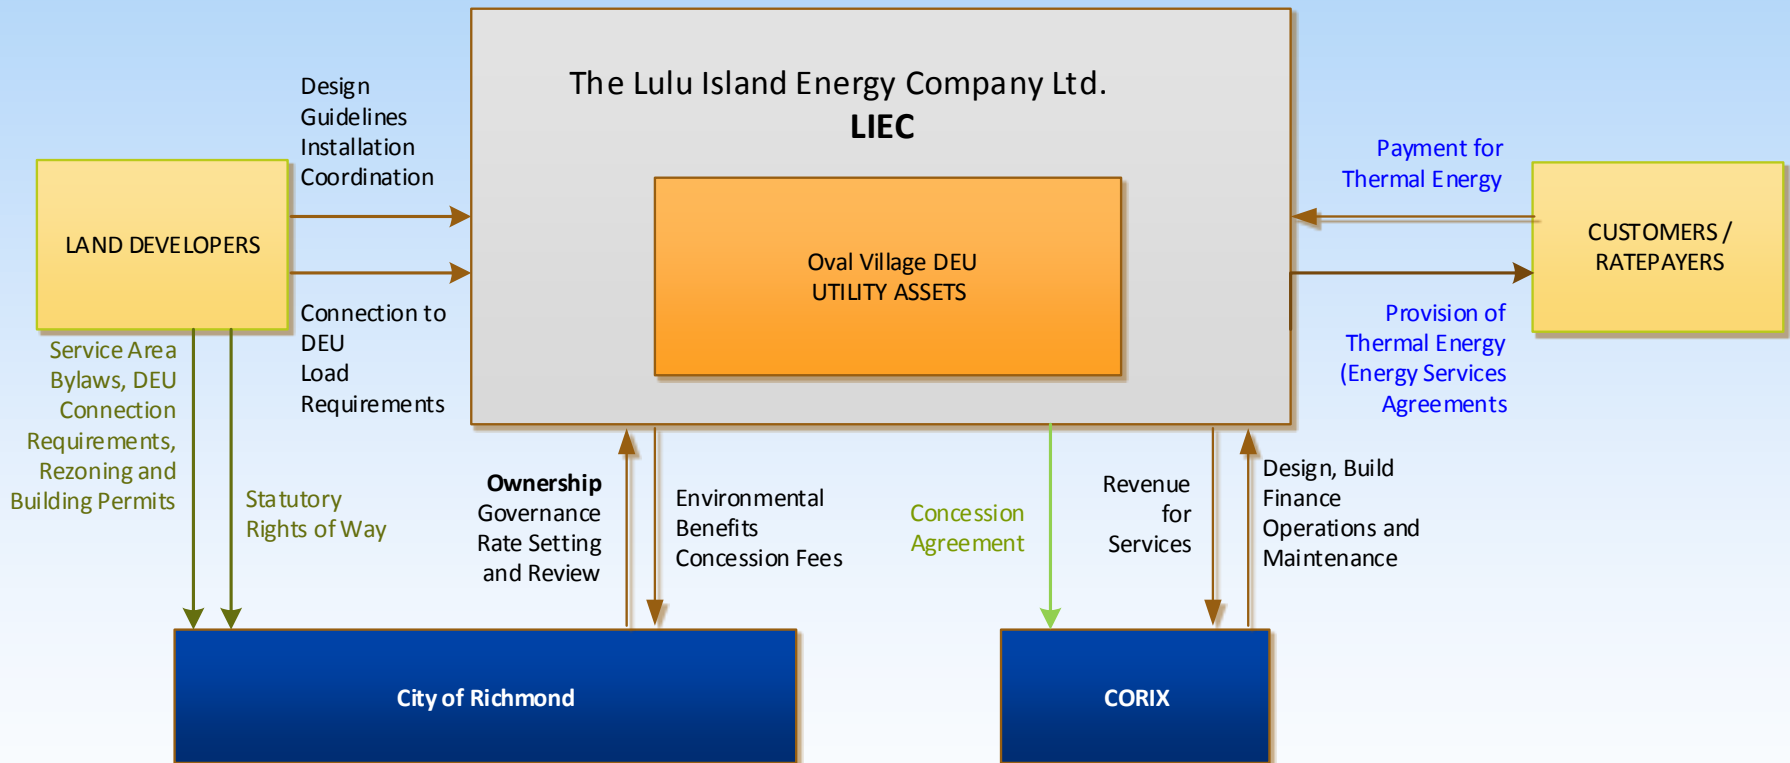 The Lulu Island Energy Company Ltd.
LIEC
Design
Guidelines
Installation
Coordination
LAND DEVELOPERS
Connection to
DEU
Load
Requirements
Oval Village DEU
UTILITY ASSETS
Payment for
Thermal Energy
CUSTOMERS /
RATEPAYERS
Provision of
Thermal Energy
(Energy Services
Agreements
Service Area
Bylaws, DEU
Connection
Requirements,
Rezoning and
Building Permits
Statutory
Rights of Way
Ownership
Governance
Rate Setting
and Review
Environmental
Benefits
Concession Fees
Concession
Agreement
Revenue
for
Services
Design, Build
Finance
Operations and
Maintenance
City of Richmond
CORIX